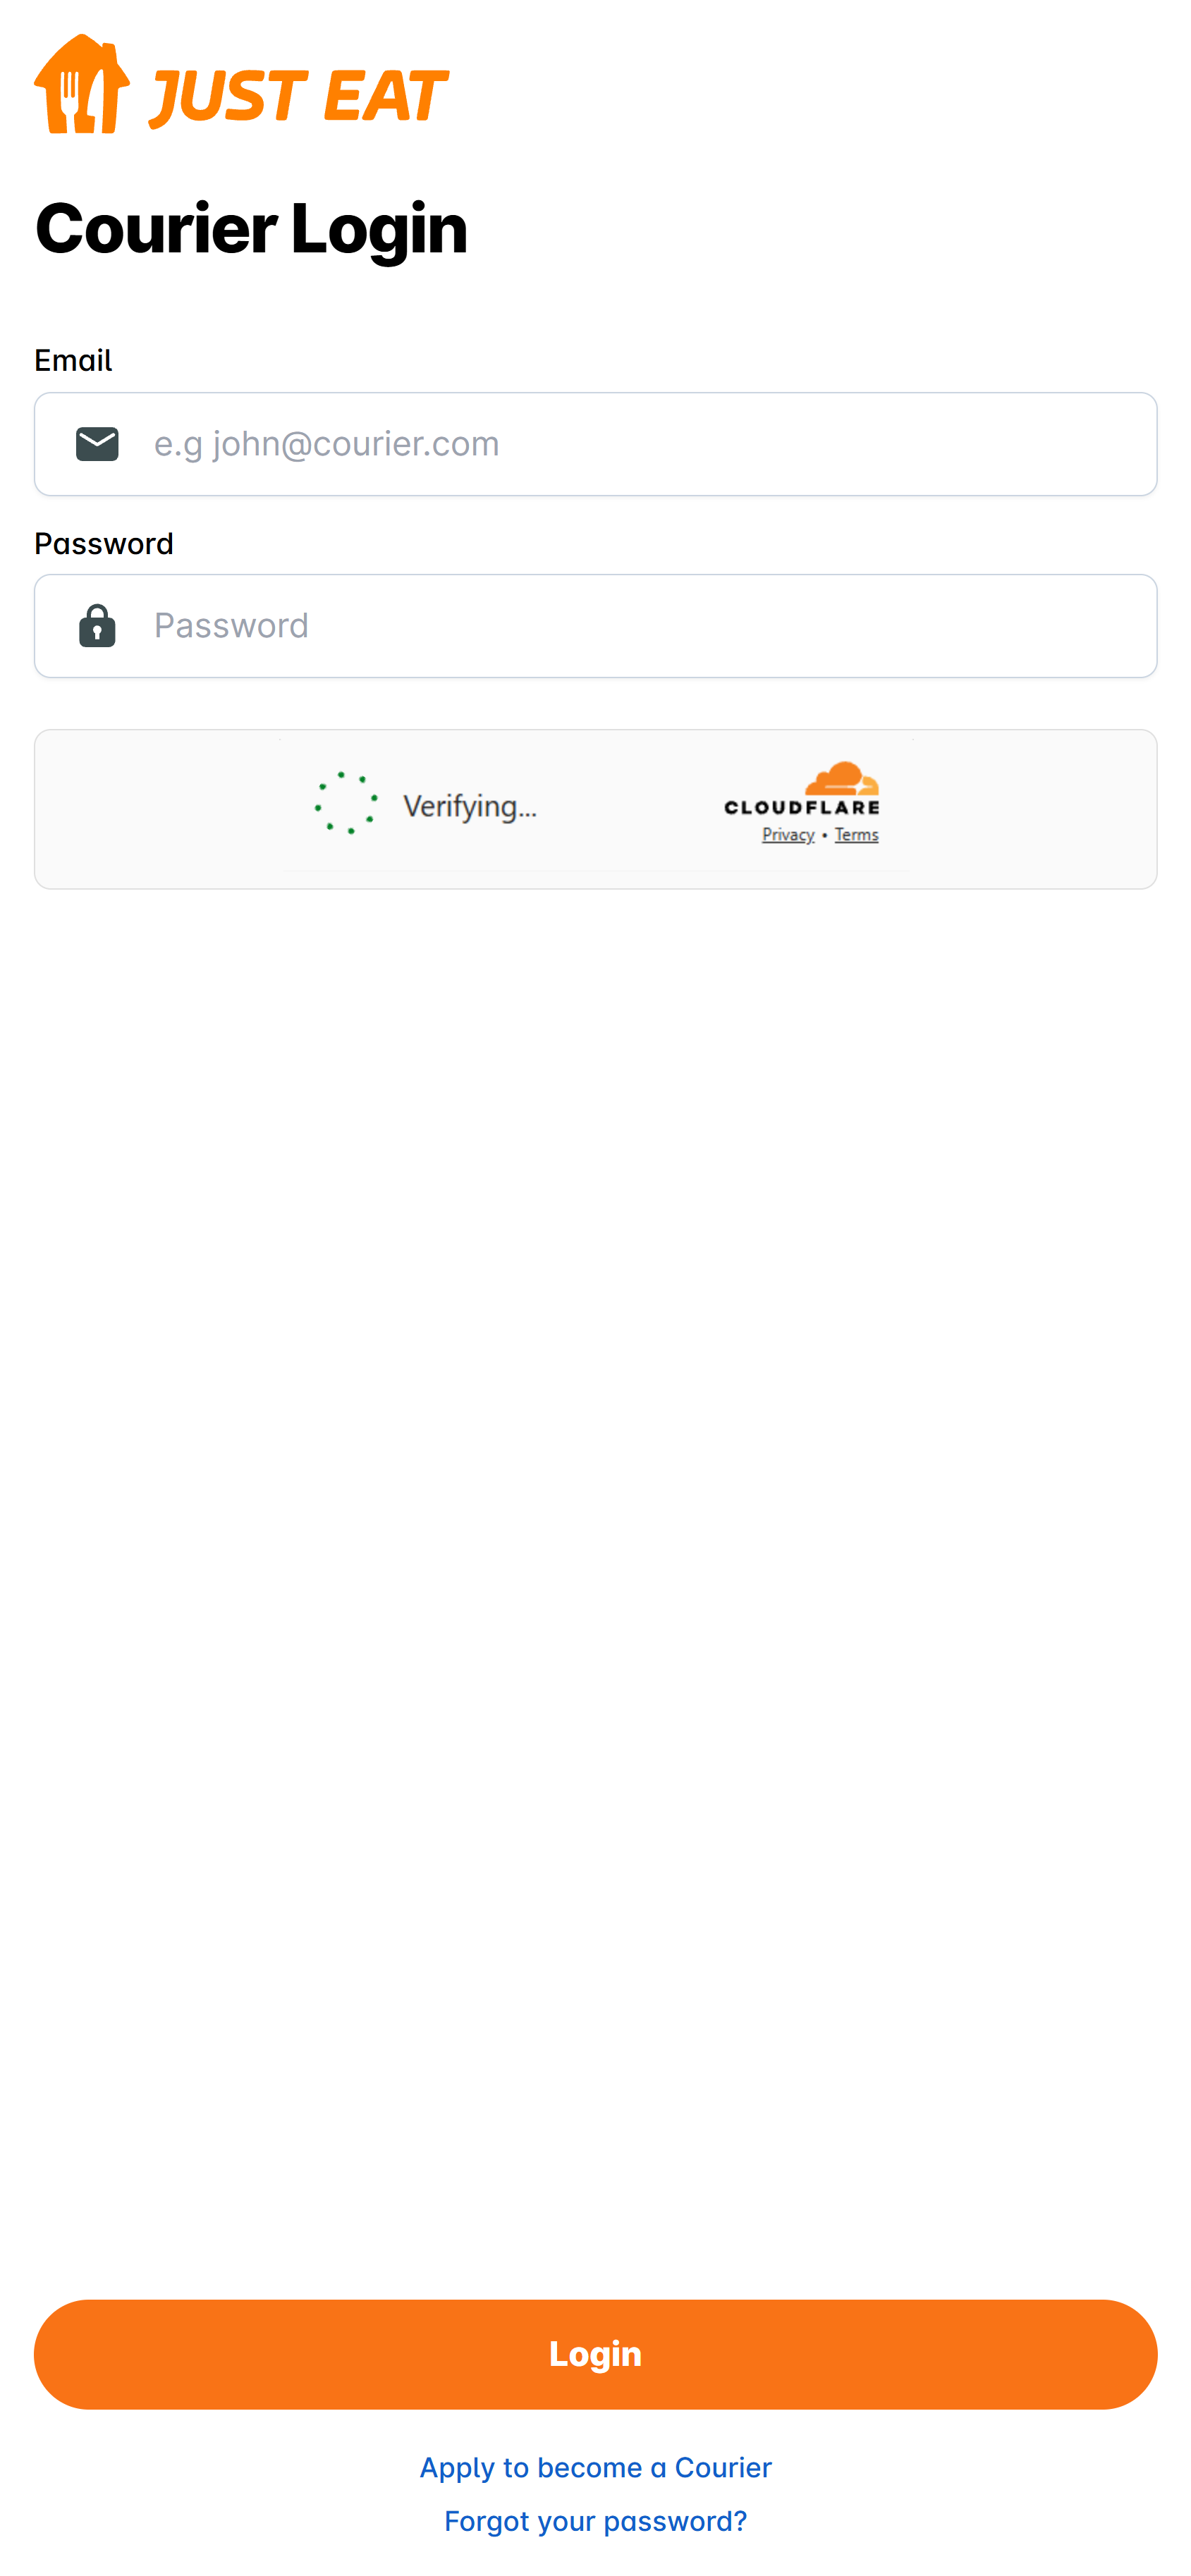 JUST EAT
Courier Login
Email
e.g john@courier.com
Password
Password
Verifying...
CLOUDFLARE
Privacy • Terms
Login
Apply to become a Courier
Forgot your password?